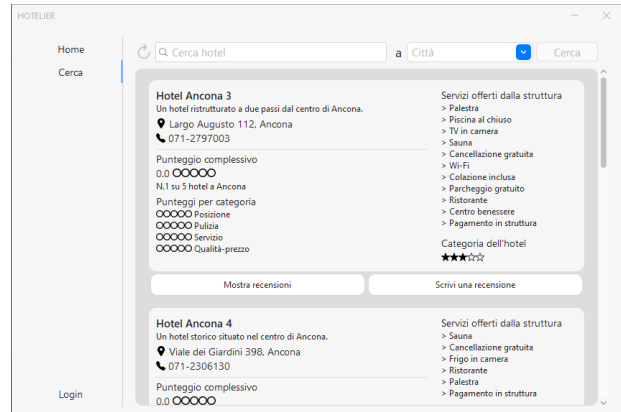 HOTELIER
Home
Cerca
Login
Cerca hotel
a
Città
Cerca
Hotel Ancona 3
Un hotel ristrutturato a due passi dal centro di Ancona.
Largo Augusto 112, Ancona
071-2797003
Punteggio complessivo
0.0
N.1 su 5 hotel a Ancona
Punteggi per categoria
Posizione
Pulizia
Servizio
Qualità-prezzo
Servizi offerti dalla struttura
> Palestra
> Piscina al chiuso
> TV in camera
> Sauna
> Cancellazione gratuita
> Wi-Fi
> Colazione inclusa
> Parcheggio gratuito
> Ristorante
> Centro benessere
> Pagamento in struttura
Categoria dell'hotel
★★★☆☆
Mostra recensioni
Scrivi una recensione
Hotel Ancona 4
Un hotel storico situato nel centro di Ancona.
Viale dei Giardini 398, Ancona
071-2306130
Punteggio complessivo
0.0
Servizi offerti dalla struttura
> Sauna
> Cancellazione gratuita
> Frigo in camera
> Ristorante
> Palestra
> Pagamento in struttura